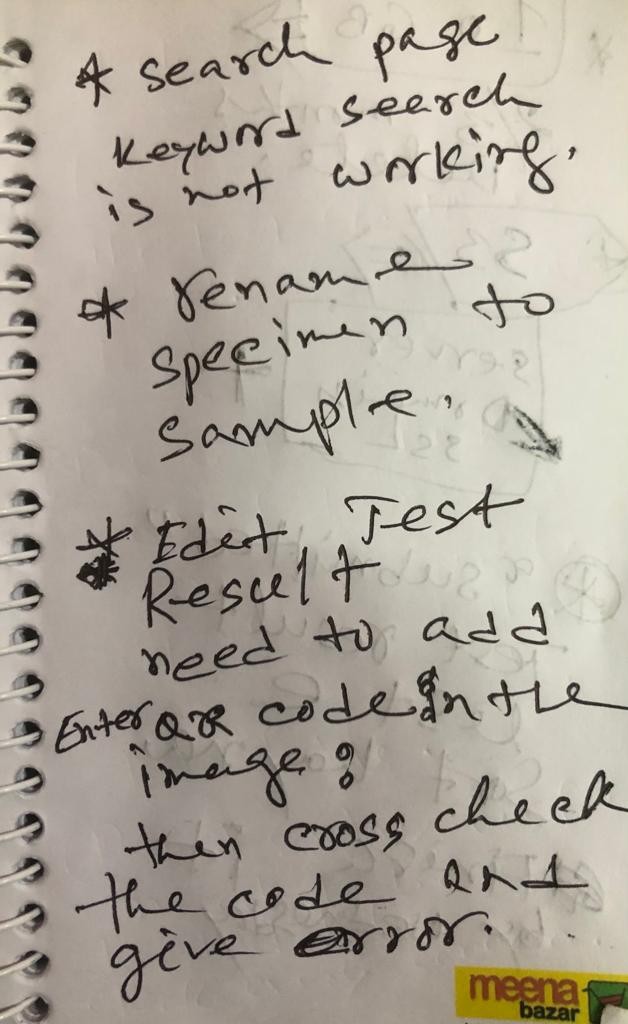 * search page
keyword search
is not working.
* rename
specimen to
sample.
* Edit Test
Result
need to add
Enter QR code in the
image?
then cross check
the code and
give error.
meena
bazar